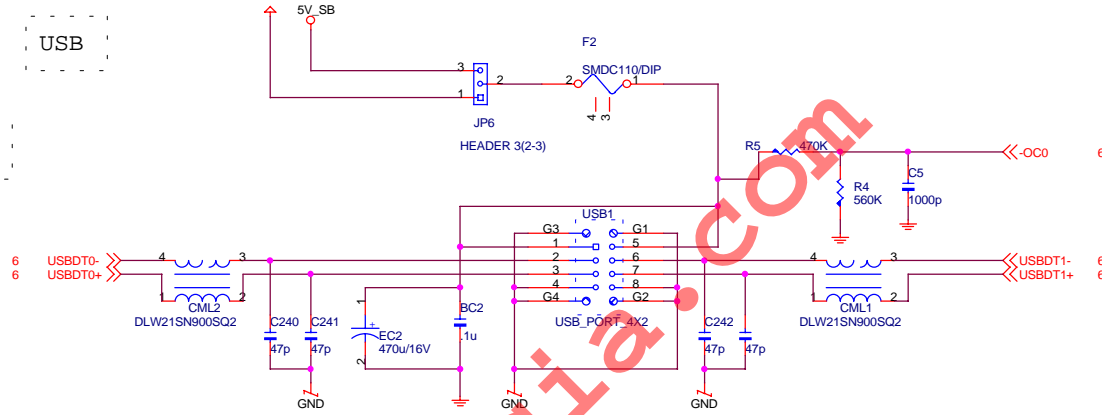 USB
5V_SB
F2
SMDC110/DIP
3
2
2
1
1
4
3
JP6
HEADER 3(2-3)
R5
470K
-OC0
6
R4
560K
C5
1000p
USB1
G3
G1
1
5
6
USBDT0-
4
3
2
6
4
3
USBDT1-
6
6
USBDT0+
3
7
USBDT1+
6
4
8
1
2
G4
G2
1
2
CML2
DLW21SN900SQ2
USB_PORT_4X2
CML1
DLW21SN900SQ2
C240
47p
C241
47p
1
EC2
470u/16V
2
BC2
.1u
C242
47p
47p
GND
GND
GND
ia.com